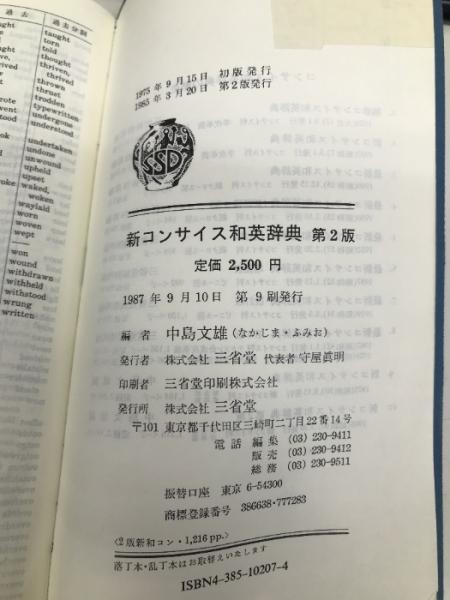 過 去
過去分詞
taught
torn
told
thought
thriven,
thrived
thrown
thrust
trodden
typewritten
undergone
understood
undertaken
undone
unwound
upheld
upset
waked,
woken
waylaid
worn
woven
wept
—
won
wound
withdrawn
withheld
withstood
wrung
written
1975 年 9 月 15 日 初版発行
1985 年 3 月 20 日 第2版発行
SSD
新コンサイス和英辞典 第2版
定価 2,500 円
1987 年 9 月 10 日 第 9 刷発行
編 者 中島文雄(なかじま・ふみお)
発行者 株式会社 三省堂 代表者 守屋眞明
印刷者 三省堂印刷株式会社
発行所 株式会社 三省堂
〒101 東京都千代田区三崎町二丁目 22 番 14 号
電話 編集 (03) 230-9411
販売 (03) 230-9412
総務 (03) 230-9511
振替口座 東京 6-54300
商標登録番号 386638・777283
〈2 版新和コン・1,216 pp.〉
落丁本・乱丁本はお取替えいたします
ISBN4-385-10207-4